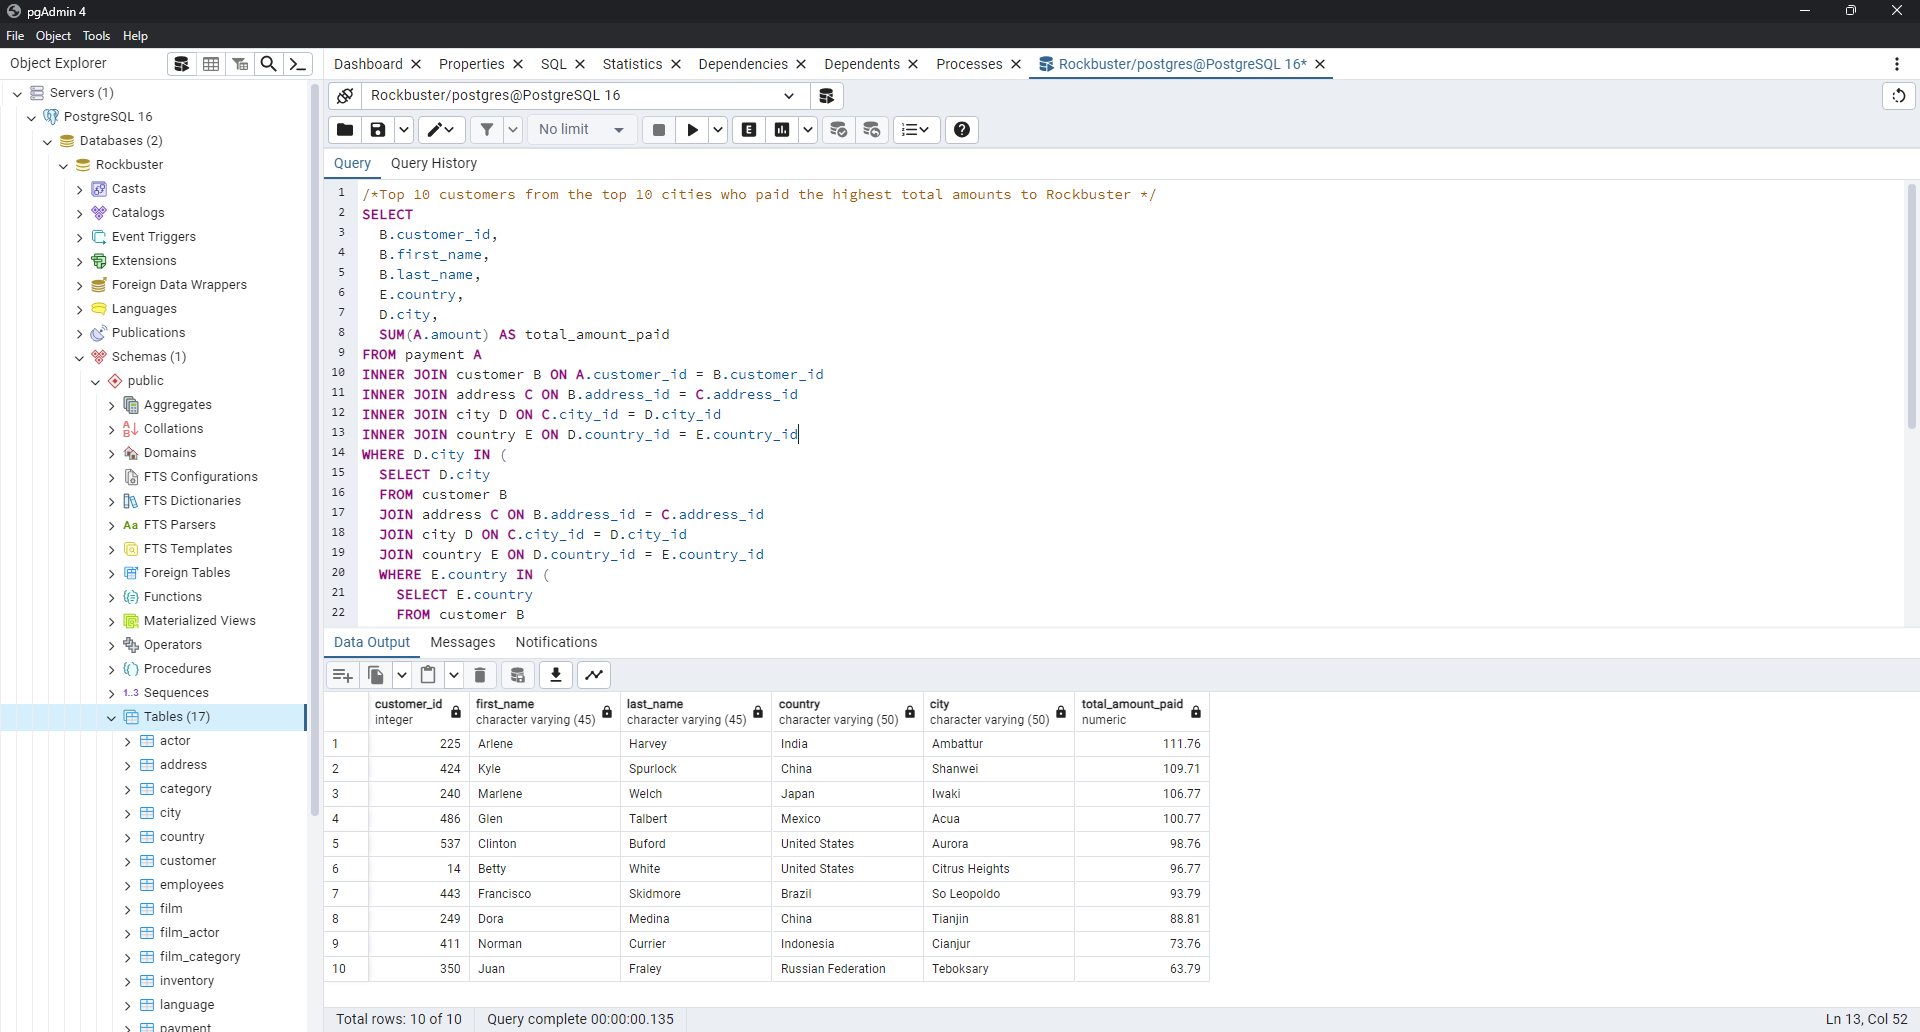 pgAdmin 4
File Object Tools Help
Object Explorer
Dashboard Properties SQL Statistics Dependencies Dependents Processes Rockbuster/postgres@PostgreSQL 16*
Servers (1)
PostgreSQL 16
Databases (2)
Rockbuster
Casts
Catalogs
Event Triggers
Extensions
Foreign Data Wrappers
Languages
Publications
Schemas (1)
public
Aggregates
Collations
Domains
FTS Configurations
FTS Dictionaries
Aa FTS Parsers
FTS Templates
Foreign Tables
Functions
Materialized Views
Operators
Procedures
1..3 Sequences
Tables (17)
actor
address
category
city
country
customer
employees
film
film_actor
film_category
inventory
language
payment
Rockbuster/postgres@PostgreSQL 16
No limit
E
Query Query History
1 /*Top 10 customers from the top 10 cities who paid the highest total amounts to Rockbuster */
2 SELECT
3 B.customer_id,
4 B.first_name,
5 B.last_name,
6 E.country,
7 D.city,
8 SUM(A.amount) AS total_amount_paid
9 FROM payment A
10 INNER JOIN customer B ON A.customer_id = B.customer_id
11 INNER JOIN address C ON B.address_id = C.address_id
12 INNER JOIN city D ON C.city_id = D.city_id
13 INNER JOIN country E ON D.country_id = E.country_id
14 WHERE D.city IN (
15 SELECT D.city
16 FROM customer B
17 JOIN address C ON B.address_id = C.address_id
18 JOIN city D ON C.city_id = D.city_id
19 JOIN country E ON D.country_id = E.country_id
20 WHERE E.country IN (
21 SELECT E.country
22 FROM customer B
Data Output Messages Notifications
customer_id first_name last_name country city total_amount_paid
integer character varying (45) character varying (45) character varying (50) character varying (50) numeric
1 225 Arlene Harvey India Ambattur 111.76
2 424 Kyle Spurlock China Shanwei 109.71
3 240 Marlene Welch Japan Iwaki 106.77
4 486 Glen Talbert Mexico Acua 100.77
5 537 Clinton Buford United States Aurora 98.76
6 14 Betty White United States Citrus Heights 96.77
7 443 Francisco Skidmore Brazil So Leopoldo 93.79
8 249 Dora Medina China Tianjin 88.81
9 411 Norman Currier Indonesia Cianjur 73.76
10 350 Juan Fraley Russian Federation Teboksary 63.79
Total rows: 10 of 10 Query complete 00:00:00.135 Ln 13, Col 52